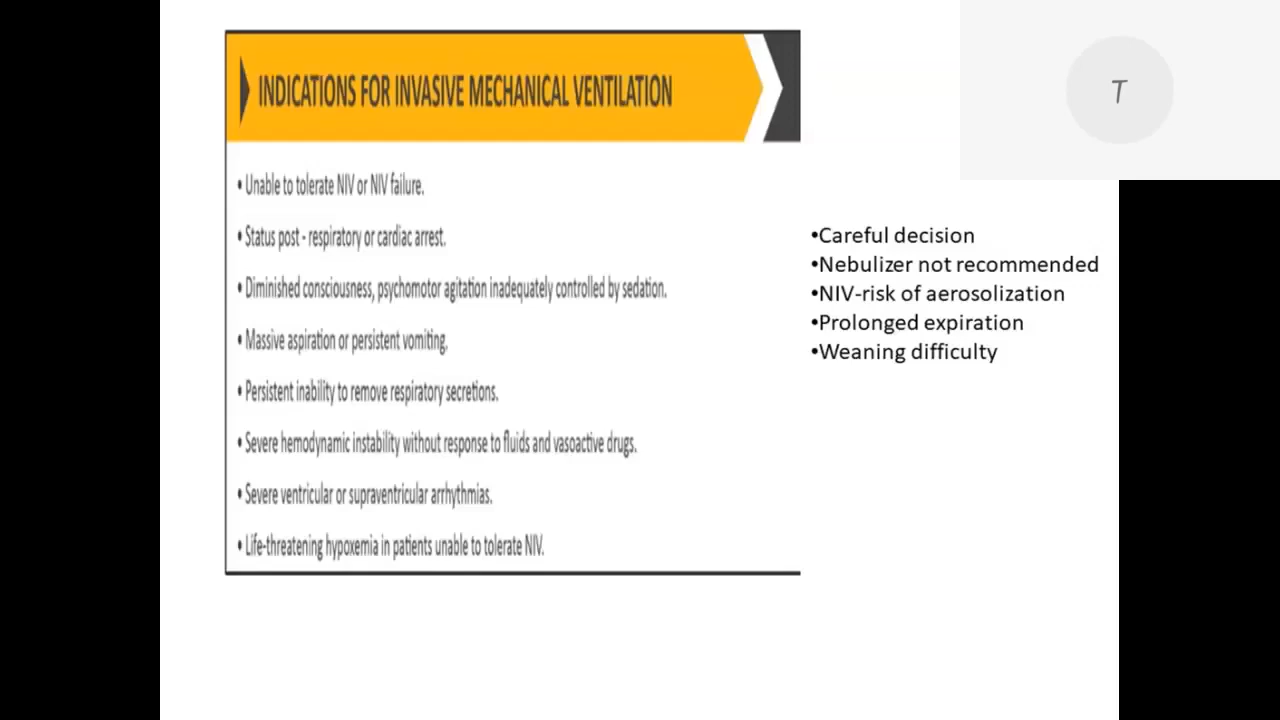 INDICATIONS FOR INVASIVE MECHANICAL VENTILATION
• Unable to tolerate NIV or NIV failure.
• Status post - respiratory or cardiac arrest.
• Diminished consciousness, psychomotor agitation inadequately controlled by sedation.
• Massive aspiration or persistent vomiting.
• Persistent inability to remove respiratory secretions.
• Severe hemodynamic instability without response to fluids and vasoactive drugs.
• Severe ventricular or supraventricular arrhythmias.
• Life-threatening hypoxemia in patients unable to tolerate NIV.
•Careful decision
•Nebulizer not recommended
•NIV-risk of aerosolization
•Prolonged expiration
•Weaning difficulty
T